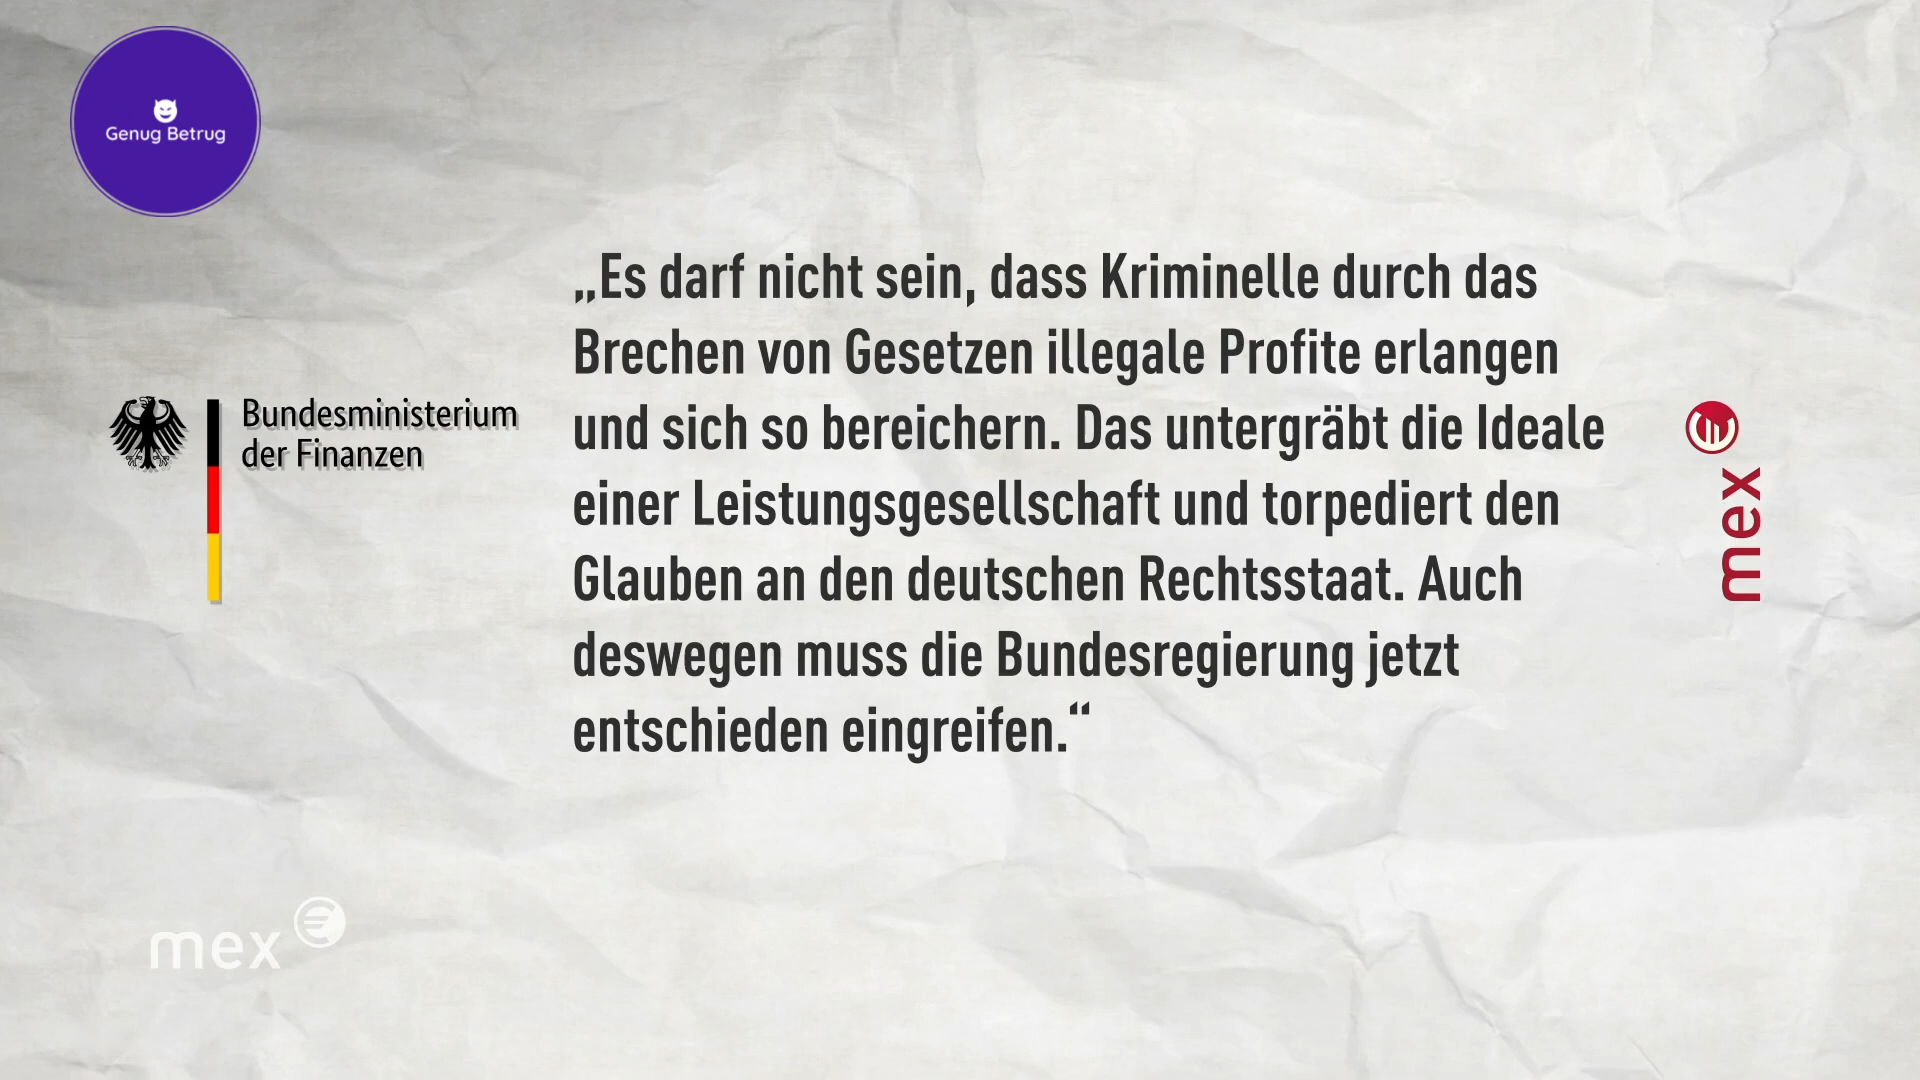 Genug Betrug
Bundesministerium
der Finanzen
„Es darf nicht sein, dass Kriminelle durch das
Brechen von Gesetzen illegale Profite erlangen
und sich so bereichern. Das untergräbt die Ideale
einer Leistungsgesellschaft und torpediert den
Glauben an den deutschen Rechtsstaat. Auch
deswegen muss die Bundesregierung jetzt
entschieden eingreifen.“
mex
mex €